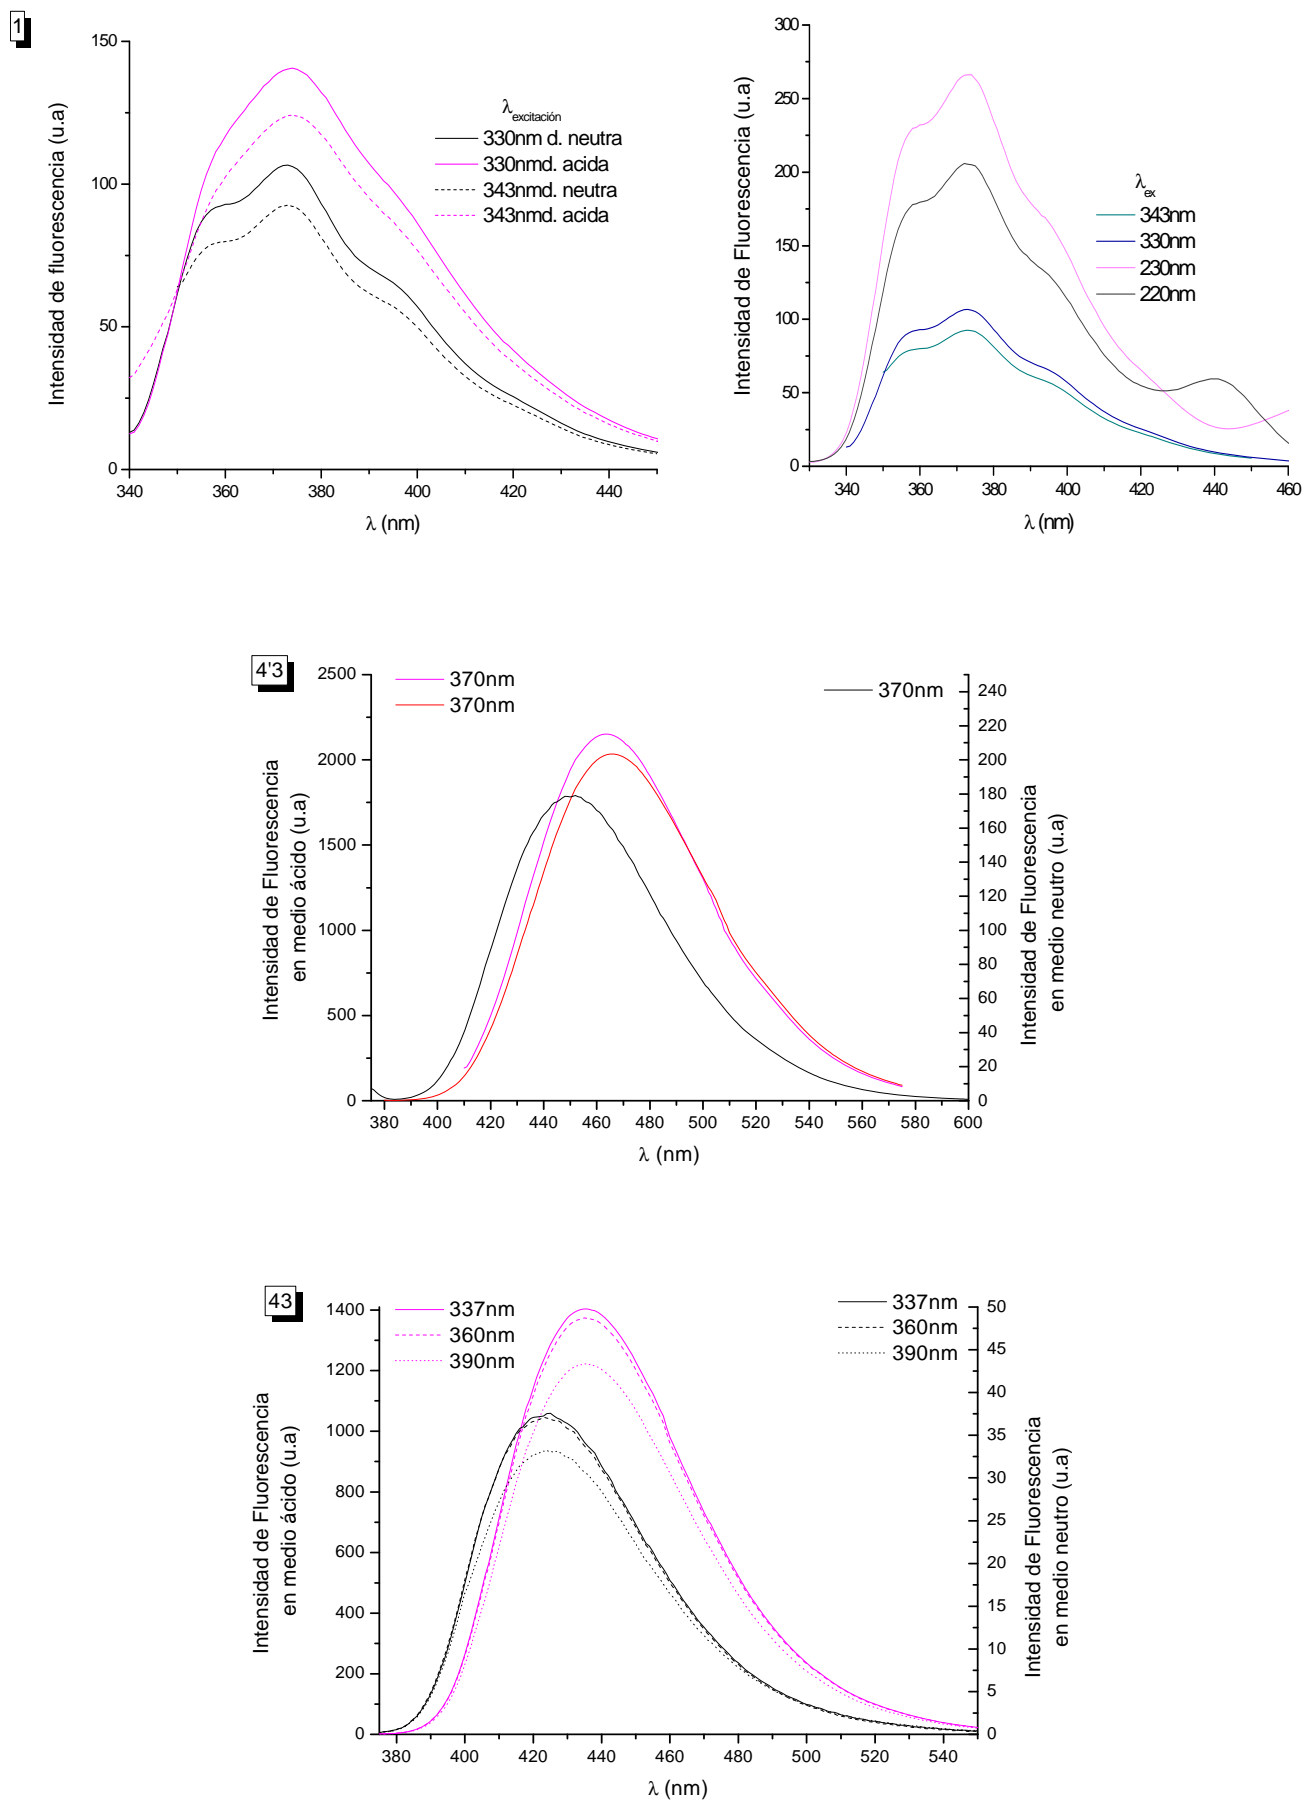 1
150
100
50
0
340
360
380
400
420
440
λ (nm)
Intensidad de fluorescencia (u.a)
λexcitación
330nm d. neutra
330nmd. acida
343nmd. neutra
343nmd. acida
300
250
200
150
100
50
0
340
360
380
400
420
440
460
λ (nm)
Intensidad de Fluorescencia (u.a)
λex
343nm
330nm
230nm
220nm
4'3
2500
2000
1500
1000
500
0
Intensidad de Fluorescencia
en medio ácido (u.a)
370nm
370nm
370nm
240
220
200
180
160
140
120
100
80
60
40
20
0
Intensidad de Fluorescencia
en medio neutro (u.a)
380
400
420
440
460
480
500
520
540
560
580
600
λ (nm)
43
1400
1200
1000
800
600
400
200
0
Intensidad de Fluorescencia
en medio ácido (u.a)
337nm
360nm
390nm
337nm
360nm
390nm
50
45
40
35
30
25
20
15
10
5
0
Intensidad de Fluorescencia
en medio neutro (u.a)
380
400
420
440
460
480
500
520
540
λ (nm)